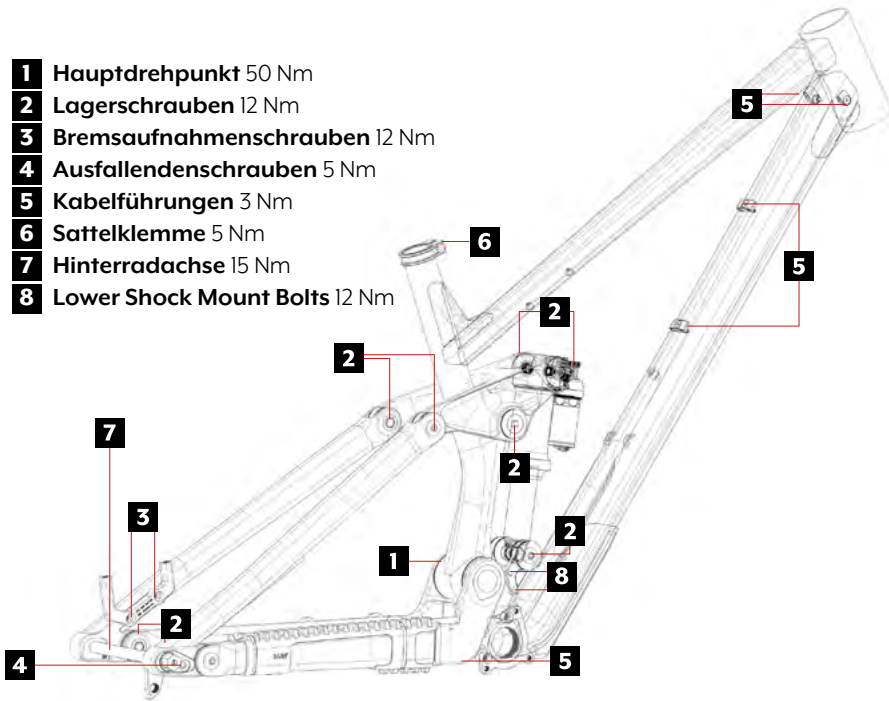 1 Hauptdrehpunkt 50 Nm
2 Lagerschrauben 12 Nm
3 Bremsaufnahmenschrauben 12 Nm
4 Ausfallendenschrauben 5 Nm
5 Kabelführungen 3 Nm
6 Sattelklemme 5 Nm
7 Hinterradachse 15 Nm
8 Lower Shock Mount Bolts 12 Nm
5
6
5
2
2
7
2
3
2
1
8
2
4
5